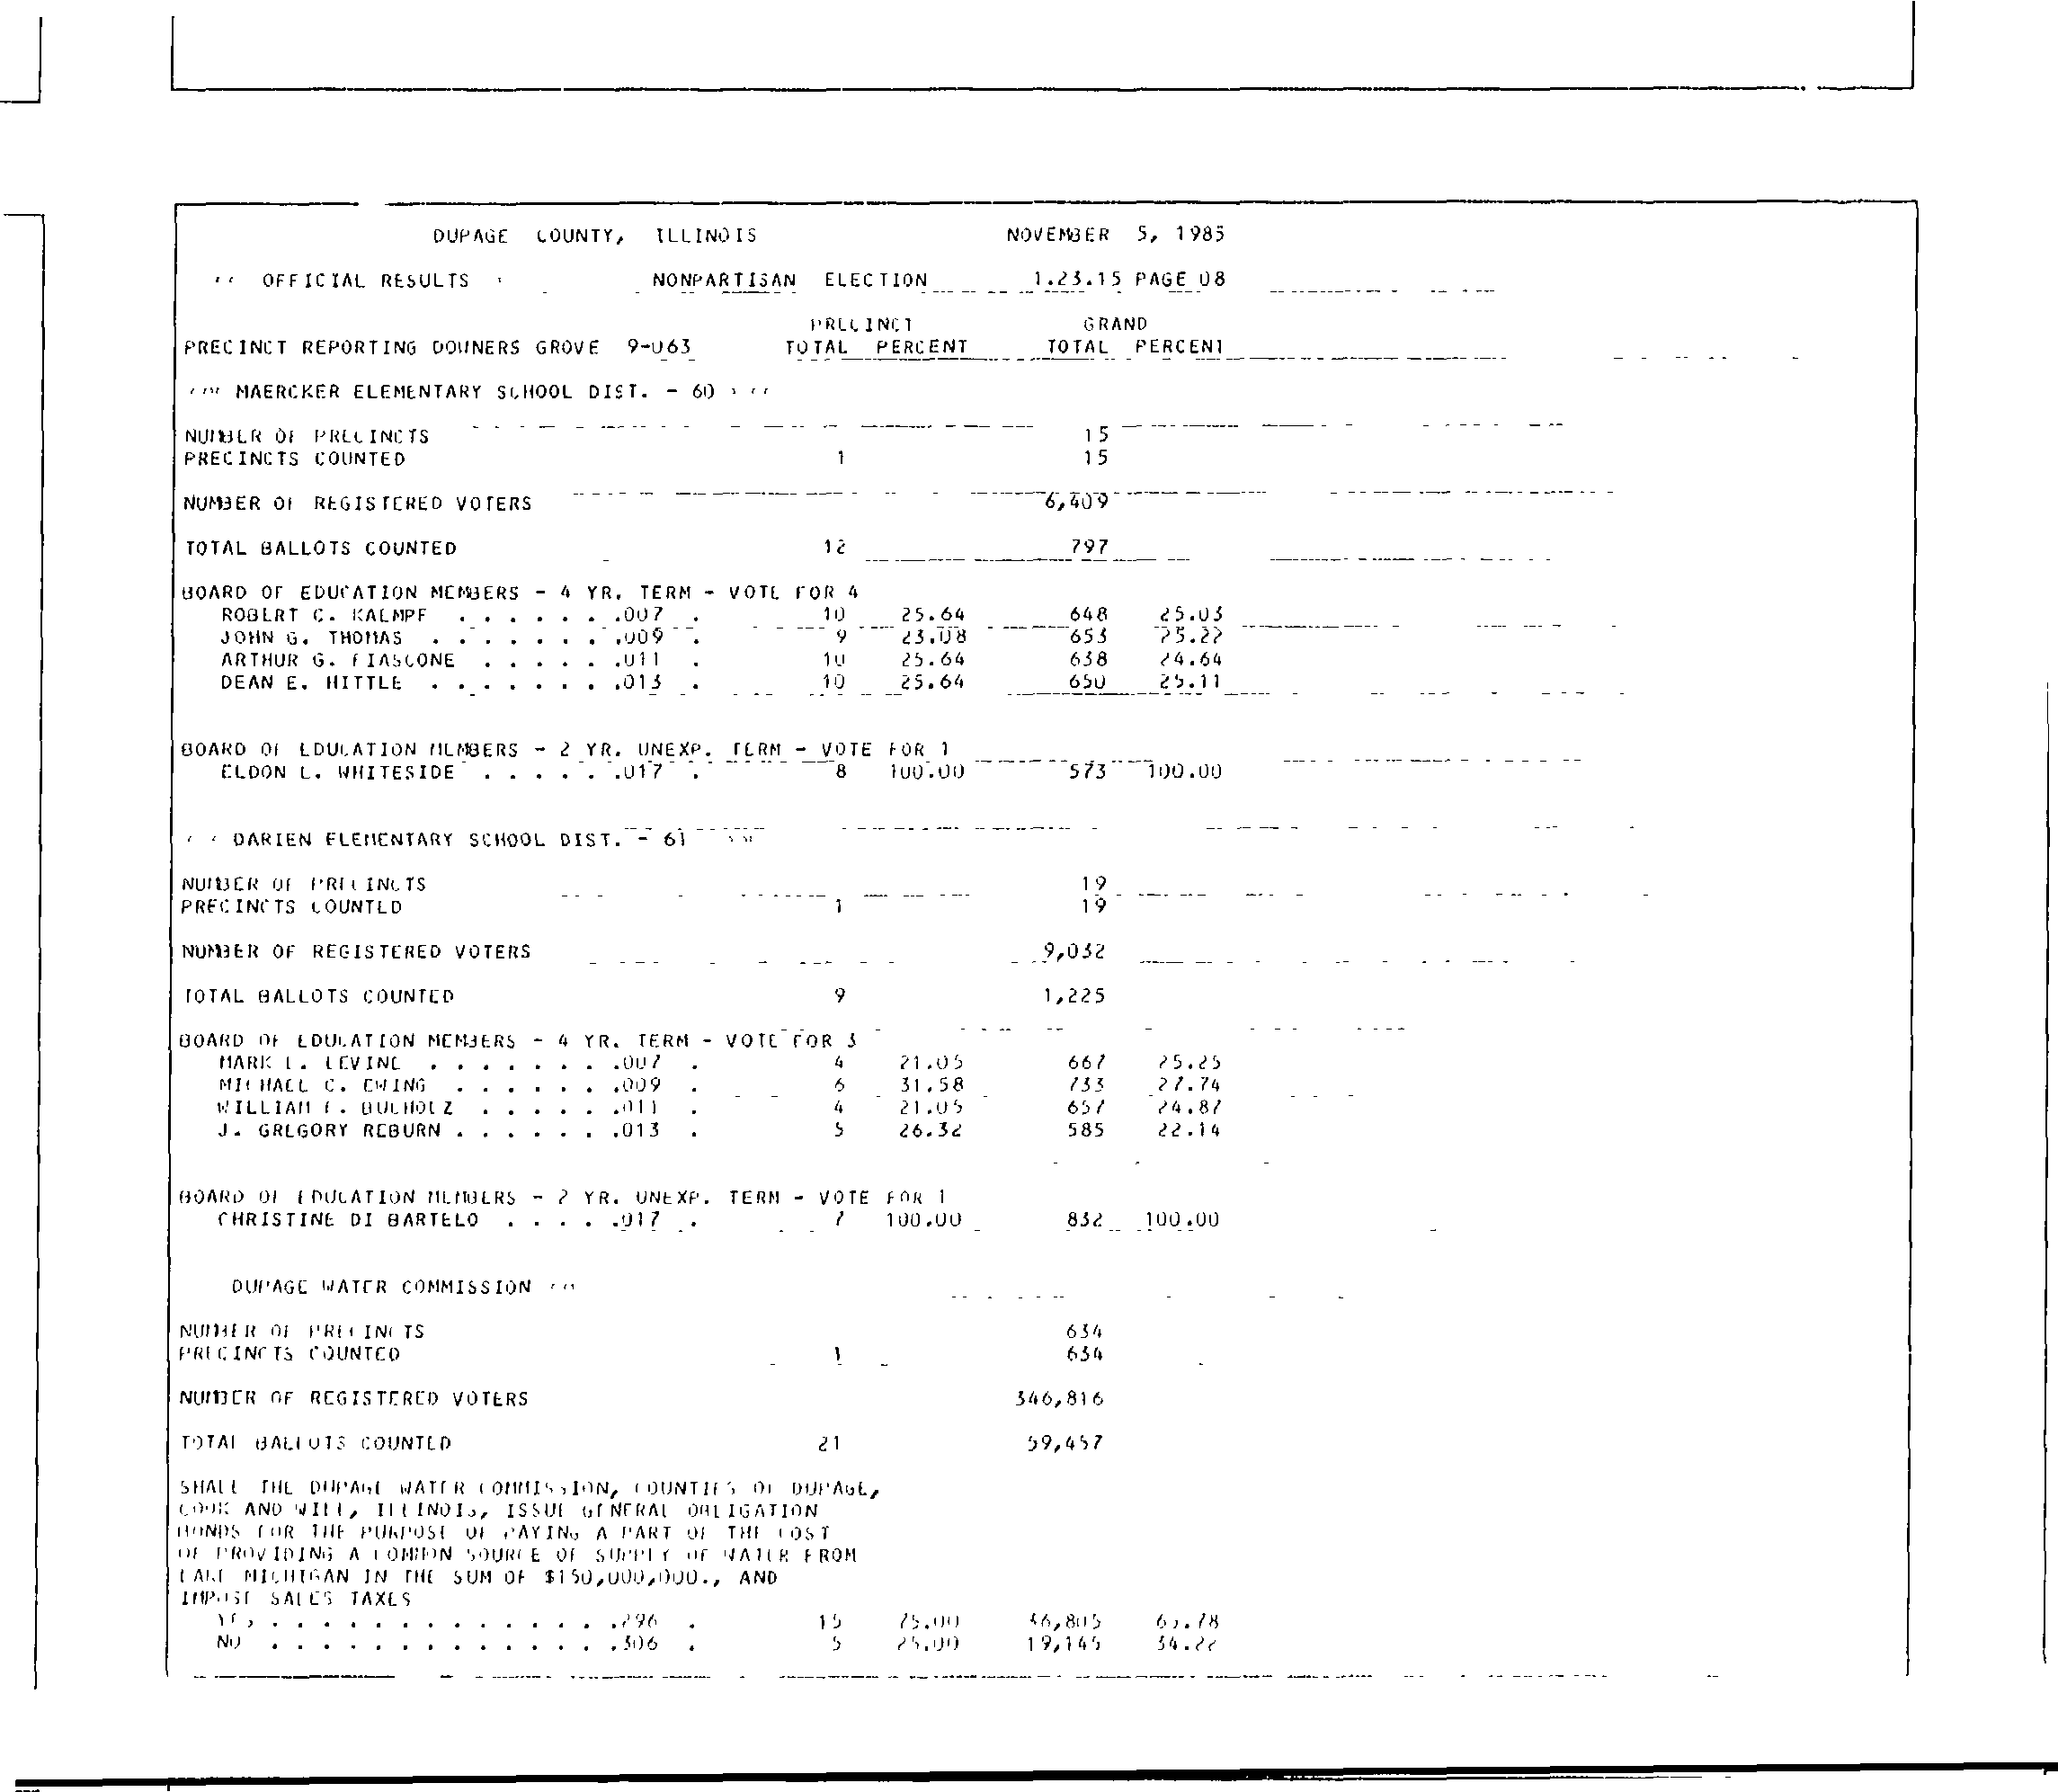 DUPAGE COUNTY, ILLINOIS NOVEMBER 5, 1985
OFFICIAL RESULTS NONPARTISAN ELECTION 1.23.15 PAGE 08
PRECINCT GRAND
PRECINCT REPORTING DOWNERS GROVE 9-063 TOTAL PERCENT TOTAL PERCENT
MAERCKER ELEMENTARY SCHOOL DIST. - 60
NUMBER OF PRECINCTS 15
PRECINCTS COUNTED 1 15
NUMBER OF REGISTERED VOTERS 6,409
TOTAL BALLOTS COUNTED 12 797
BOARD OF EDUCATION MEMBERS - 4 YR. TERM - VOTE FOR 4
ROBERT C. KALMPF . . . . . . .007 . 10 25.64 648 25.03
JOHN G. THOMAS . . . . . . . .009 . 9 23.08 653 25.22
ARTHUR G. FIASCONE . . . . . .011 . 10 25.64 638 24.64
DEAN E. HITTLE . . . . . . . .013 . 10 25.64 650 25.11
BOARD OF EDUCATION MEMBERS - 2 YR. UNEXP. TERM - VOTE FOR 1
ELDON L. WHITESIDE . . . . . .017 . 8 100.00 573 100.00
DARIEN ELEMENTARY SCHOOL DIST. - 61
NUMBER OF PRECINCTS 19
PRECINCTS COUNTED 1 19
NUMBER OF REGISTERED VOTERS 9,032
TOTAL BALLOTS COUNTED 9 1,225
BOARD OF EDUCATION MEMBERS - 4 YR. TERM - VOTE FOR 3
MARK L. LEVINE . . . . . . . .007 . 4 21.05 667 25.25
MICHAEL C. EWING . . . . . . .009 . 6 31.58 733 27.74
WILLIAM F. BUCHOLZ . . . . . .011 . 4 21.05 657 24.87
J. GREGORY REBURN . . . . . . .013 . 5 26.32 585 22.14
BOARD OF EDUCATION MEMBERS - 2 YR. UNEXP. TERM - VOTE FOR 1
CHRISTINE DI BARTELO . . . . .017 . 7 100.00 832 100.00
DUPAGE WATER COMMISSION
NUMBER OF PRECINCTS 634
PRECINCTS COUNTED 1 634
NUMBER OF REGISTERED VOTERS 346,816
TOTAL BALLOTS COUNTED 21 59,457
SHALL THE DUPAGE WATER COMMISSION, COUNTIES OF DUPAGE,
COOK AND WILL, ILLINOIS, ISSUE GENERAL OBLIGATION
BONDS FOR THE PURPOSE OF PAYING A PART OF THE COST
OF PROVIDING A COMMON SOURCE OF SUPPLY OF WATER FROM
LAKE MICHIGAN IN THE SUM OF $150,000,000., AND
IMPOSE SALES TAXES
YES . . . . . . . . . . . . . . .296 . 15 75.00 36,805 65.78
NO . . . . . . . . . . . . . . .306 . 5 25.00 19,145 34.22